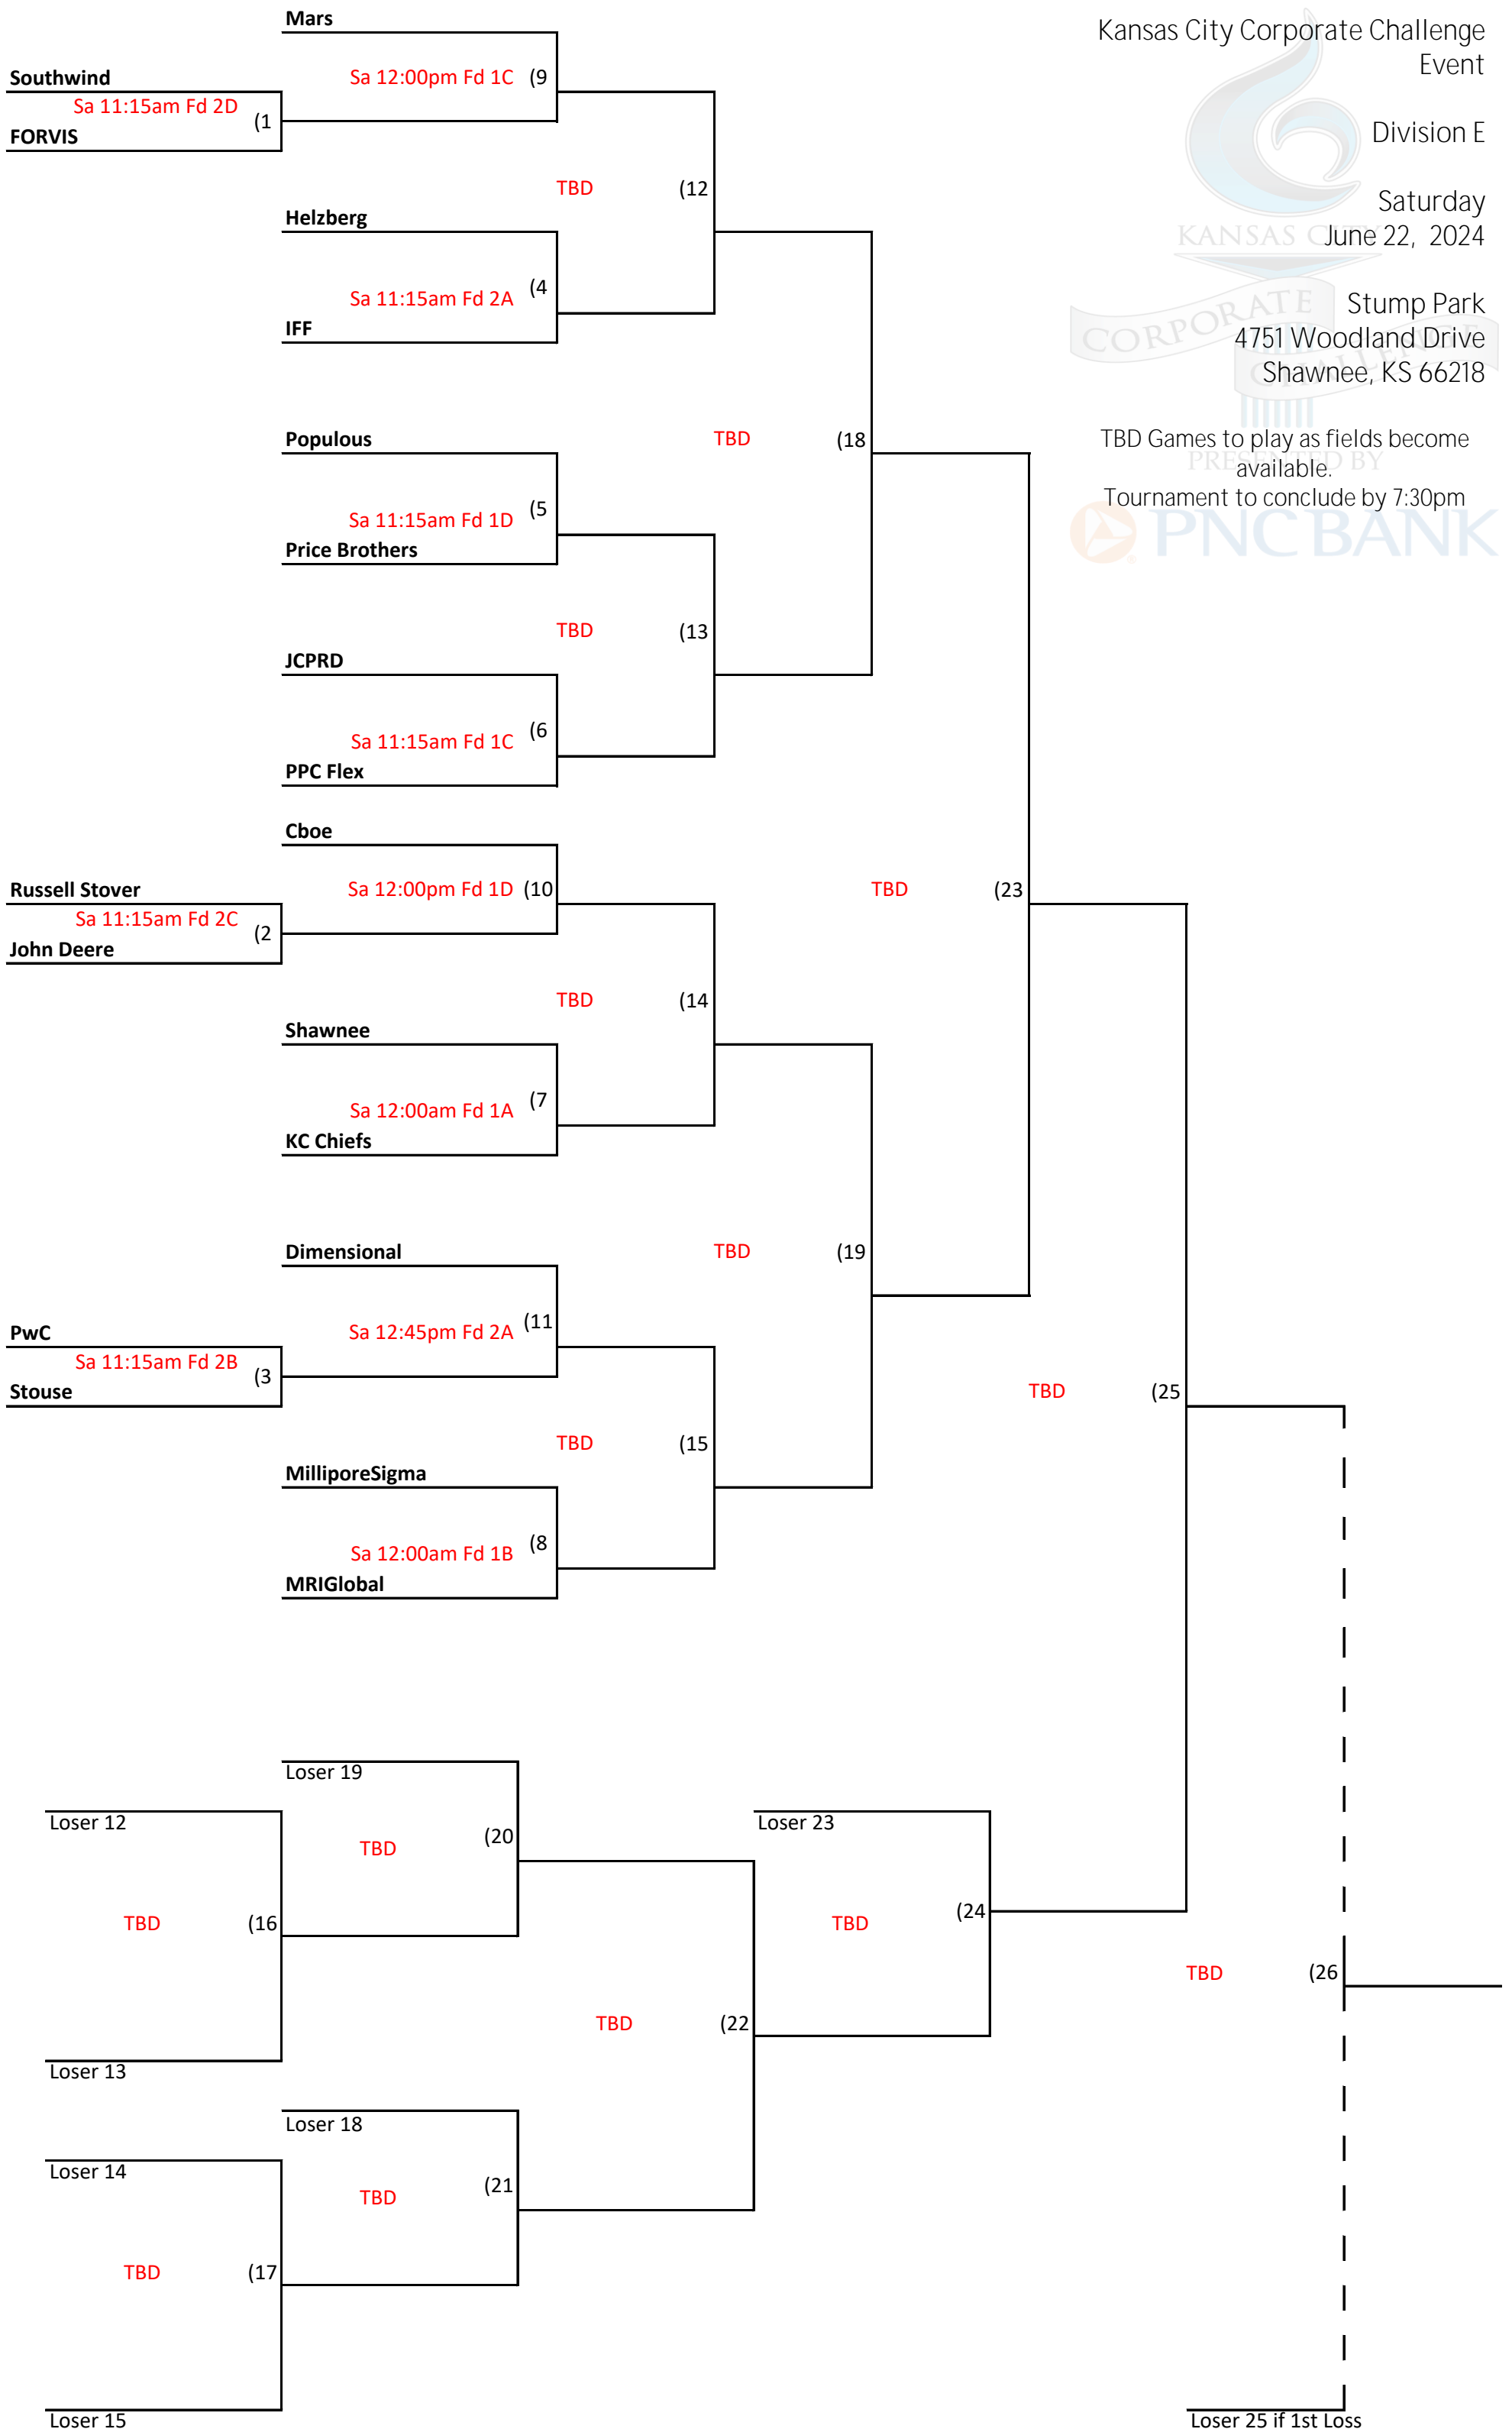 Mars
Kansas City Corporate Challenge
Event
Southwind
Sa 12:00pm Fd 1C (9
Sa 11:15am Fd 2D
(1
FORVIS
Division E
TBD (12
Saturday
Helzberg
KANSAS CITY
June 22, 2024
(4
Sa 11:15am Fd 2A
CORPORATE
Stump Park
IFF
CHALLENGE
4751 Woodland Drive
Shawnee, KS 66218
Populous
TBD (18
TBD Games to play as fields become
PRESENTED BY
available.
Tournament to conclude by 7:30pm
(5
Sa 11:15am Fd 1D
PNC BANK
Price Brothers
TBD (13
JCPRD
(6
Sa 11:15am Fd 1C
PPC Flex
Cboe
Russell Stover
Sa 12:00pm Fd 1D (10
TBD (23
Sa 11:15am Fd 2C
(2
John Deere
TBD (14
Shawnee
(7
Sa 12:00am Fd 1A
KC Chiefs
Dimensional
TBD (19
(11
PwC
Sa 12:45pm Fd 2A
Sa 11:15am Fd 2B
(3
Stouse
TBD (25
TBD (15
MilliporeSigma
(8
Sa 12:00am Fd 1B
MRIGlobal
Loser 19
Loser 12
Loser 23
(20
TBD
TBD (16
(24
TBD
TBD (26
TBD (22
Loser 13
Loser 18
Loser 14
(21
TBD
TBD (17
Loser 15
Loser 25 if 1st Loss